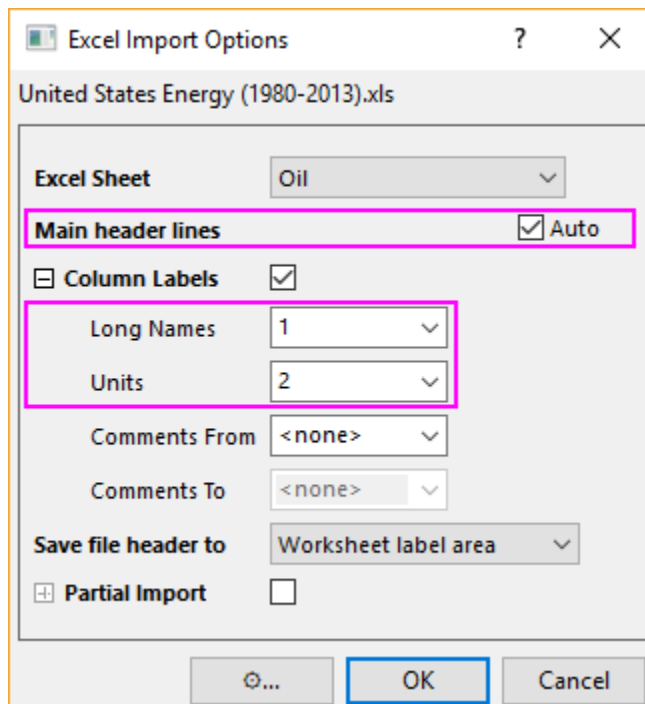 Excel Import Options ?
United States Energy (1980-2013).xls
Excel Sheet Oil
Main header lines Auto
Column Labels
Long Names 1
Units 2
Comments From <none>
Comments To <none>
Save file header to Worksheet label area
Partial Import
... OK Cancel